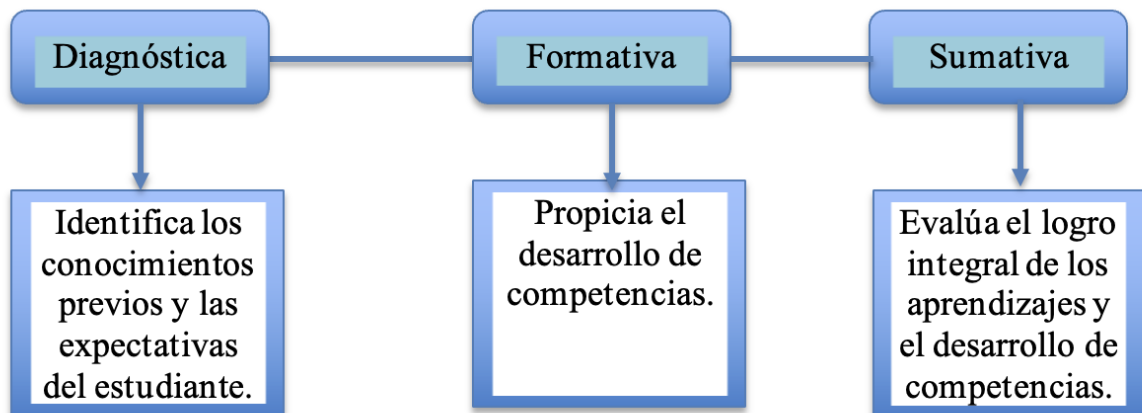 Diagnóstica
Formativa
Sumativa
Identifica los
conocimientos
previos y las
expectativas
del estudiante.
Propicia el
desarrollo de
competencias.
Evalúa el logro
integral de los
aprendizajes y
el desarrollo de
competencias.